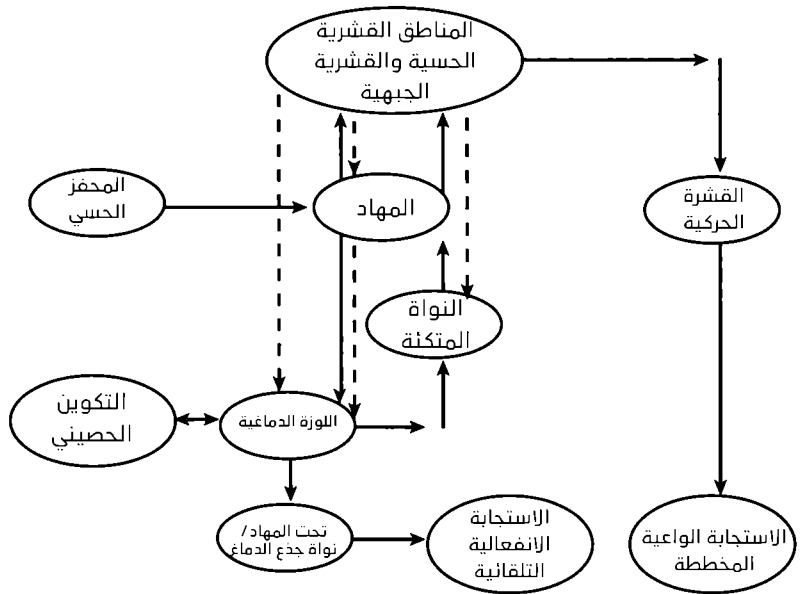 المناطق القشرية
الحسية والقشرية
الجبهية
المحفز
الحسي
المهاد
القشرة
الحركية
النواة
المتكئة
التكوين
الحصيني
اللوزة الدماغية
تحت المهاد/
نواة جذع الدماغ
الاستجابة
الانفعالية
التلقائية
الاستجابة الواعية
المخططة